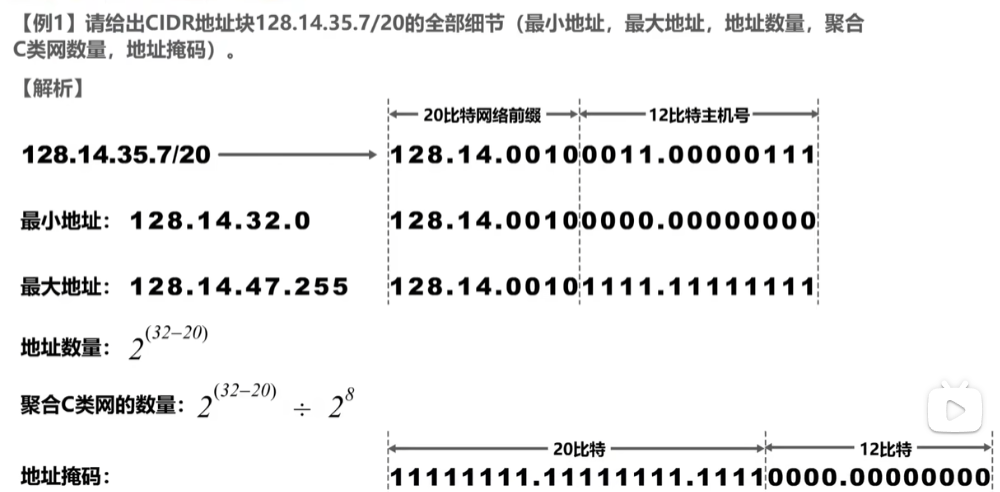 【例1】请给出CIDR地址块128.14.35.7/20的全部细节（最小地址，最大地址，地址数量，聚合
C类网数量，地址掩码）。
【解析】
20比特网络前缀 12比特主机号
128.14.35.7/20 128.14.00100011.00000111
最小地址： 128.14.32.0 128.14.00100000.00000000
最大地址： 128.14.47.255 128.14.00101111.11111111
地址数量： 2^(32−20)
聚合C类网的数量： 2^(32−20) ÷ 2^8
20比特 12比特
地址掩码： 11111111.11111111.11110000.00000000